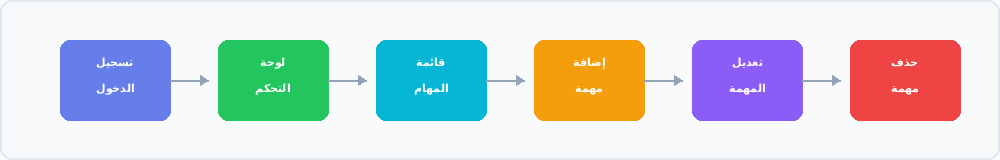 تسجيل
الدخول
لوحة
التحكم
قائمة
المهام
إضافة
مهمة
تعديل
المهمة
حذف
مهمة